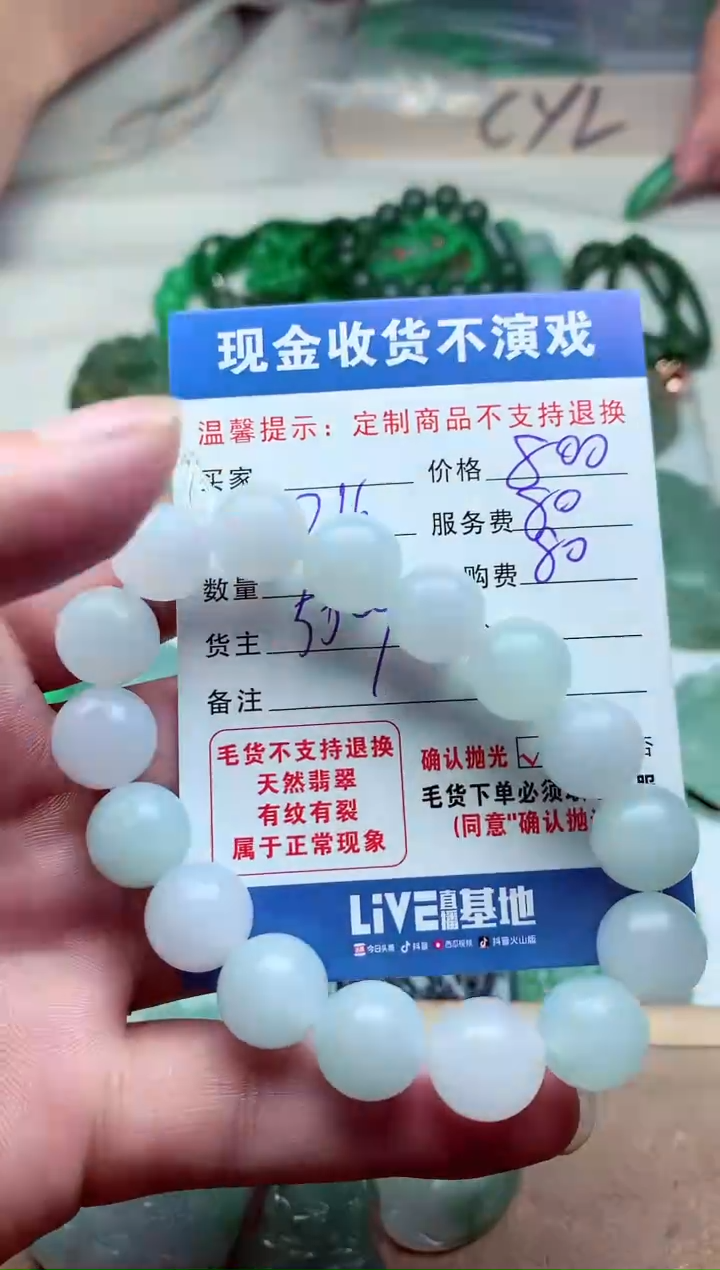 CYL
现金收货不演戏
温馨提示：定制商品不支持退换
买家 价格 800
服务费 80
数量 购费 80
货主
备注
毛货不支持退换
天然翡翠
有纹有裂
属于正常现象
确认抛光 否
毛货下单必须
(同意"确认抛
LiVE直播基地
今日头条 抖音 西瓜视频 抖音火山版